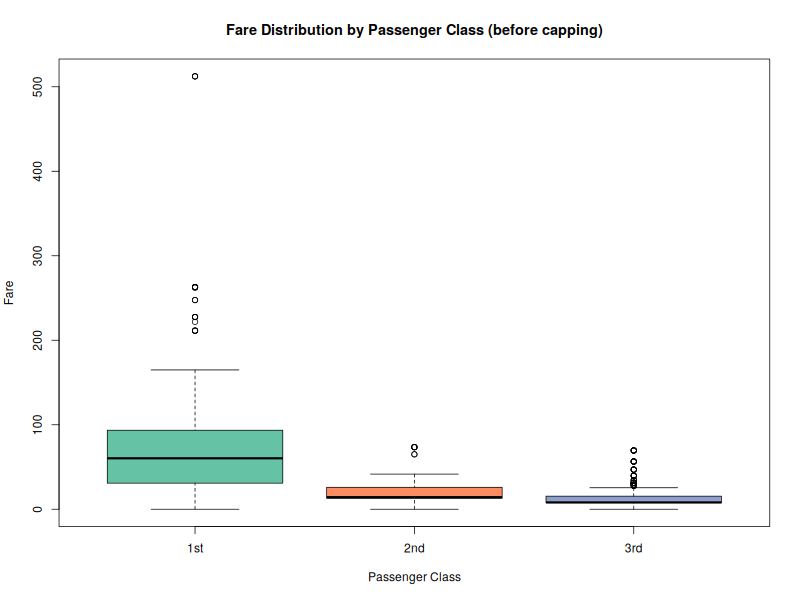 Fare Distribution by Passenger Class (before capping)
500
400
300
200
100
0
Fare
1st 2nd 3rd
Passenger Class